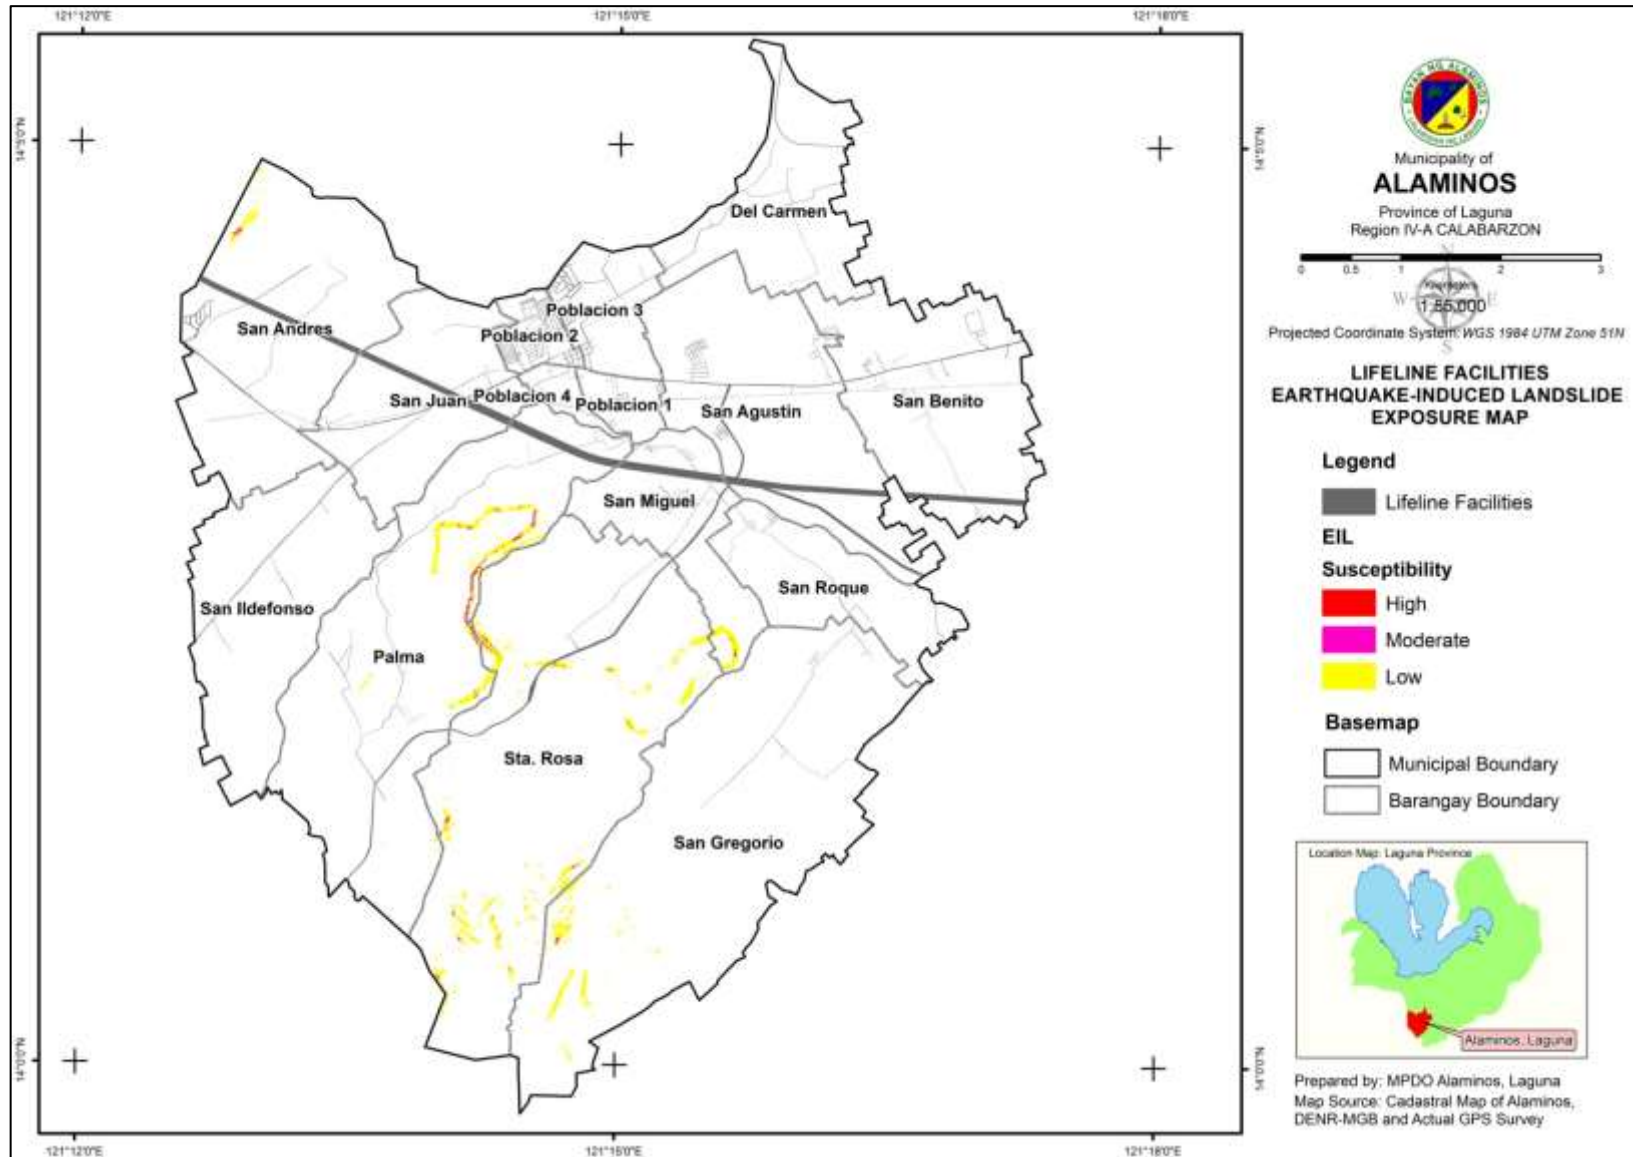 121°12'0"E 121°15'0"E 121°18'0"E
14°5'0"N 14°5'0"N
Del Carmen
Poblacion 3
San Andres
Poblacion 2
San Juan
Poblacion 4
Poblacion 1
San Agustin
San Benito
San Miguel
San Roque
San Ildefonso
Palma
Sta. Rosa
San Gregorio
14°0'0"N 14°0'0"N
121°12'0"E 121°15'0"E 121°18'0"E
BAYAN NG ALAMINOS
Municipality of
ALAMINOS
Province of Laguna
Region IV-A CALABARZON
N
0 0.5 1 2 3
Kilometers
W E
1:55,000
Projected Coordinate System: WGS 1984 UTM Zone 51N
S
LIFELINE FACILITIES
EARTHQUAKE-INDUCED LANDSLIDE
EXPOSURE MAP
Legend
Lifeline Facilities
EIL
Susceptibility
High
Moderate
Low
Basemap
Municipal Boundary
Barangay Boundary
Location Map: Laguna Province
Alaminos, Laguna
Prepared by: MPDO Alaminos, Laguna
Map Source: Cadastral Map of Alaminos,
DENR-MGB and Actual GPS Survey